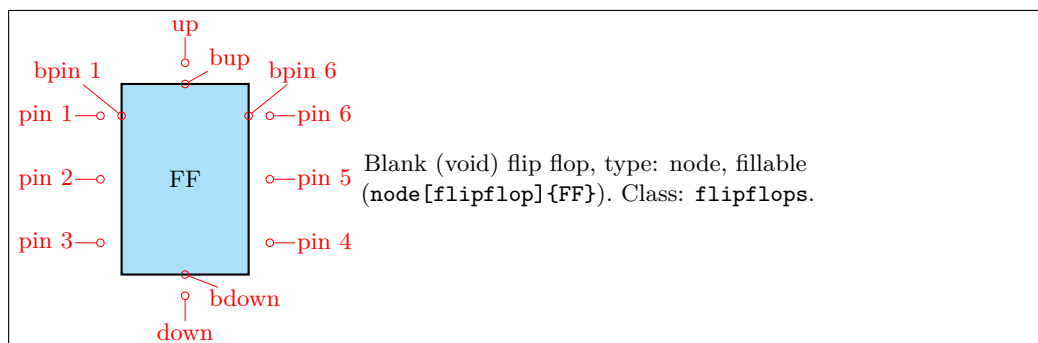 up
bup
bpin 1
bpin 6
pin 1
pin 6
Blank (void) flip flop, type: node, fillable
pin 2
FF
pin 5
(node[flipflop]{FF}). Class: flipflops.
pin 3
pin 4
bdown
down